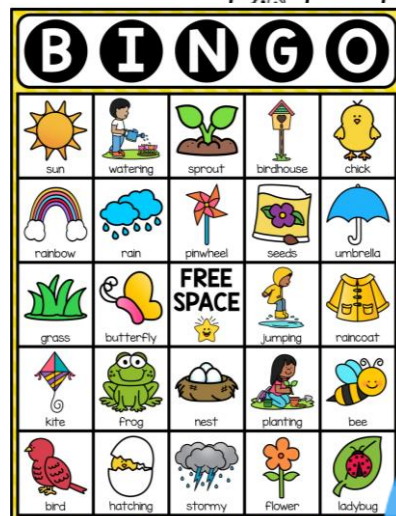 BINGO
sun watering sprout birdhouse chick
rainbow rain pinwheel seeds umbrella
FREE
SPACE
grass butterfly jumping raincoat
kite frog nest planting bee
bird hatching stormy flower ladybug